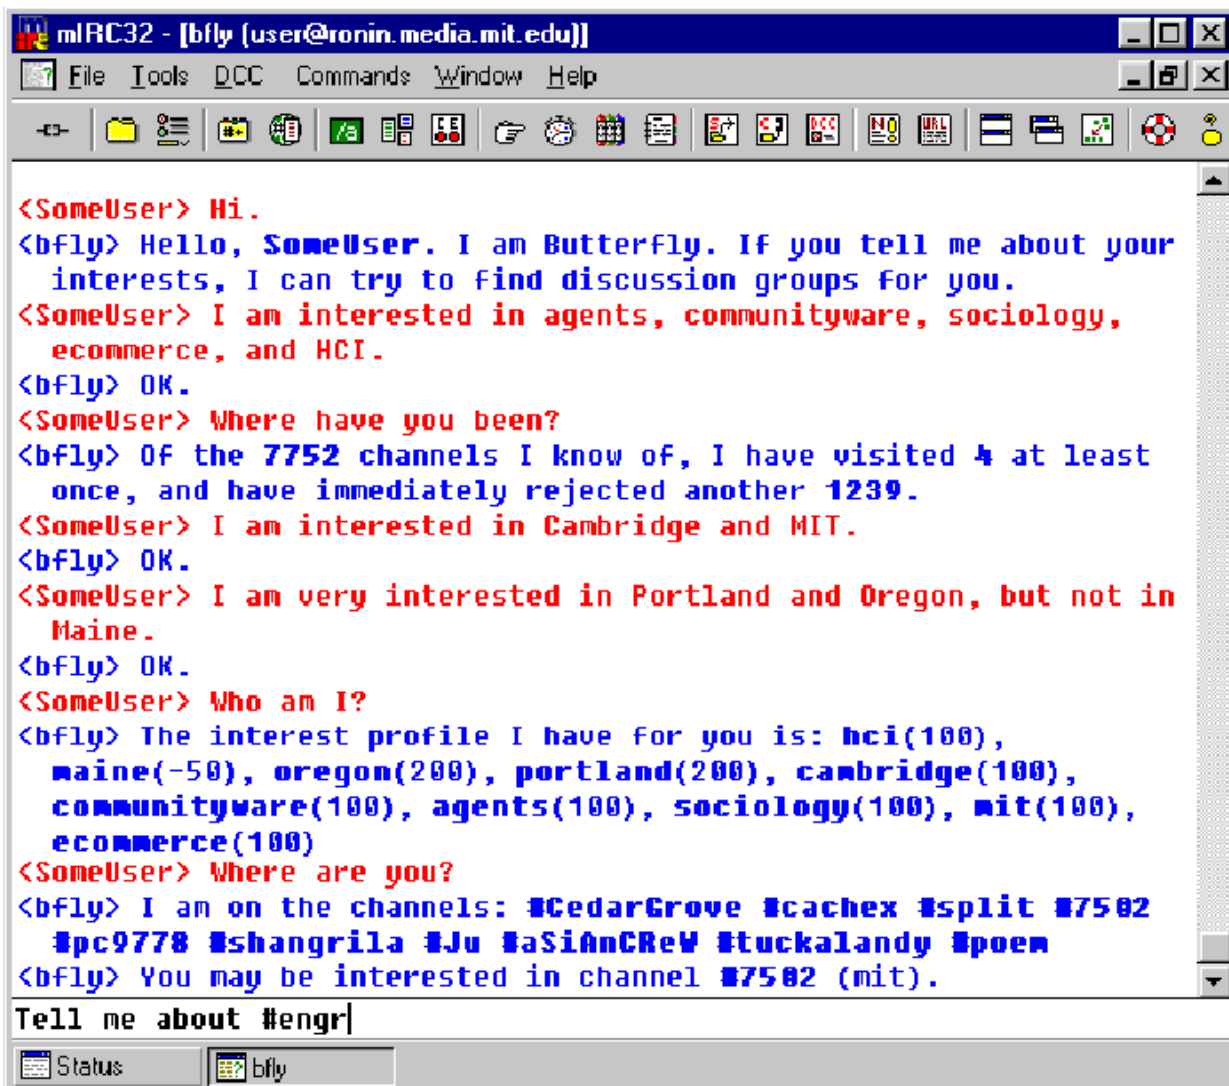 mIRC32 - [bfly (user@ronin.media.mit.edu)]
File Tools DCC Commands Window Help
<SomeUser> Hi.
<bfly> Hello, SomeUser. I am Butterfly. If you tell me about your
interests, I can try to find discussion groups for you.
<SomeUser> I am interested in agents, communityware, sociology,
ecommerce, and HCI.
<bfly> OK.
<SomeUser> Where have you been?
<bfly> Of the 7752 channels I know of, I have visited 4 at least
once, and have immediately rejected another 1239.
<SomeUser> I am interested in Cambridge and MIT.
<bfly> OK.
<SomeUser> I am very interested in Portland and Oregon, but not in
Maine.
<bfly> OK.
<SomeUser> Who am I?
<bfly> The interest profile I have for you is: hci(100),
maine(-50), oregon(200), portland(200), cambridge(100),
communityware(100), agents(100), sociology(100), mit(100),
ecommerce(100)
<SomeUser> Where are you?
<bfly> I am on the channels: #CedarGrove #cachex #split #7502
#pc9778 #shangrila #Ju #aSiAnCReW #tuckalandy #poem
<bfly> You may be interested in channel #7502 (mit).
Tell me about #engr
Status bfly